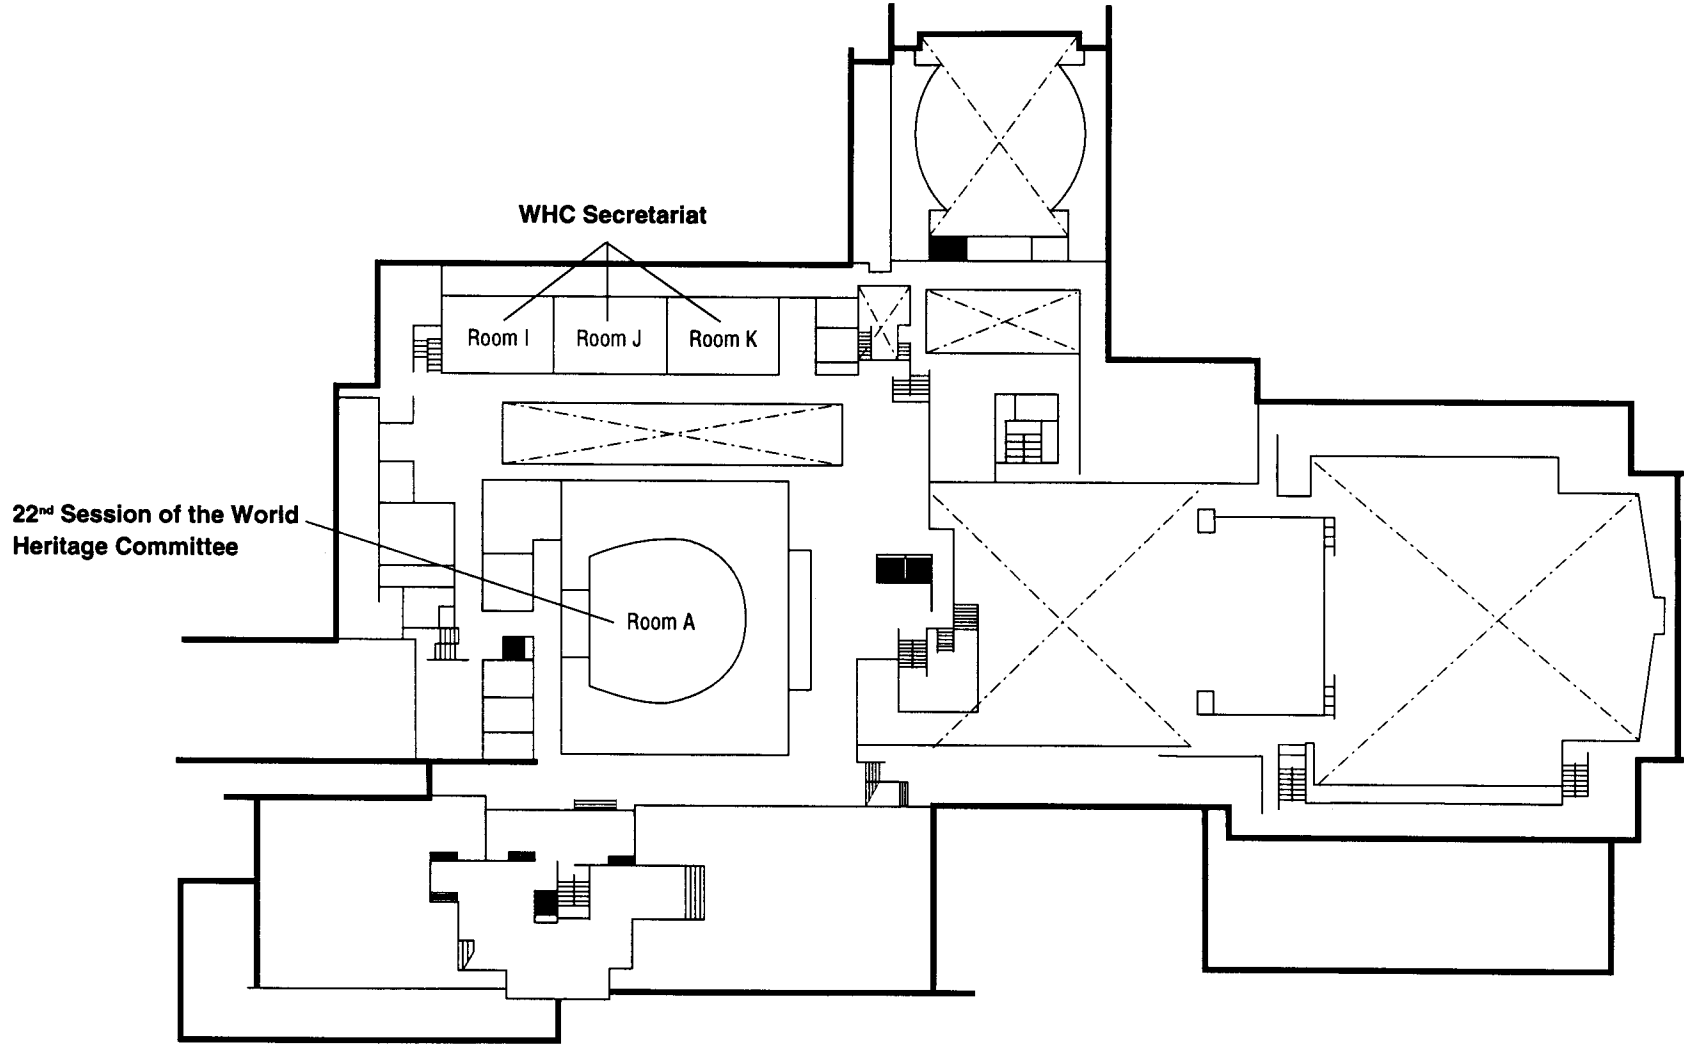 WHC Secretariat
Room I
Room J
Room K
22nd Session of the World
Heritage Committee
Room A